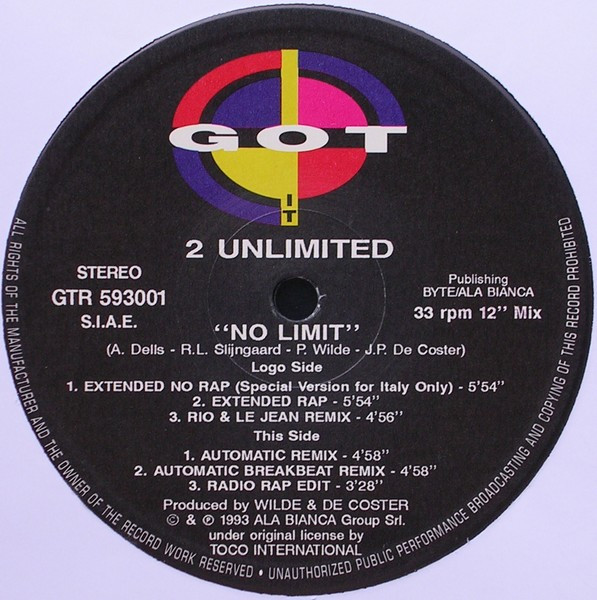 GOT
IT
2 UNLIMITED
STEREO
GTR 593001
S.I.A.E.
Publishing
BYTE/ALA BIANCA
33 rpm 12" Mix
"NO LIMIT"
(A. Dells - R.L. Slijngaard - P. Wilde - J.P. De Coster)
Logo Side
1. EXTENDED NO RAP (Special Version for Italy Only) - 5'54"
2. EXTENDED RAP - 5'54"
3. RIO & LE JEAN REMIX - 4'56"
This Side
1. AUTOMATIC REMIX - 4'58"
2. AUTOMATIC BREAKBEAT REMIX - 4'58"
3. RADIO RAP EDIT - 3'28"
Produced by WILDE & DE COSTER
© & ℗ 1993 ALA BIANCA Group Srl.
under original license by
TOCO INTERNATIONAL
ALL RIGHTS OF THE MANUFACTURER AND THE OWNER OF THE RECORD WORK RESERVED • UNAUTHORIZED PUBLIC PERFORMANCE BROADCASTING AND COPYING OF THIS RECORD PROHIBITED